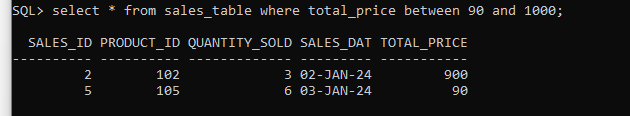 SQL> select * from sales_table where total_price between 90 and 1000;
SALES_ID PRODUCT_ID QUANTITY_SOLD SALES_DAT TOTAL_PRICE
---------- ---------- ------------- --------- -----------
2 102 3 02-JAN-24 900
5 105 6 03-JAN-24 90